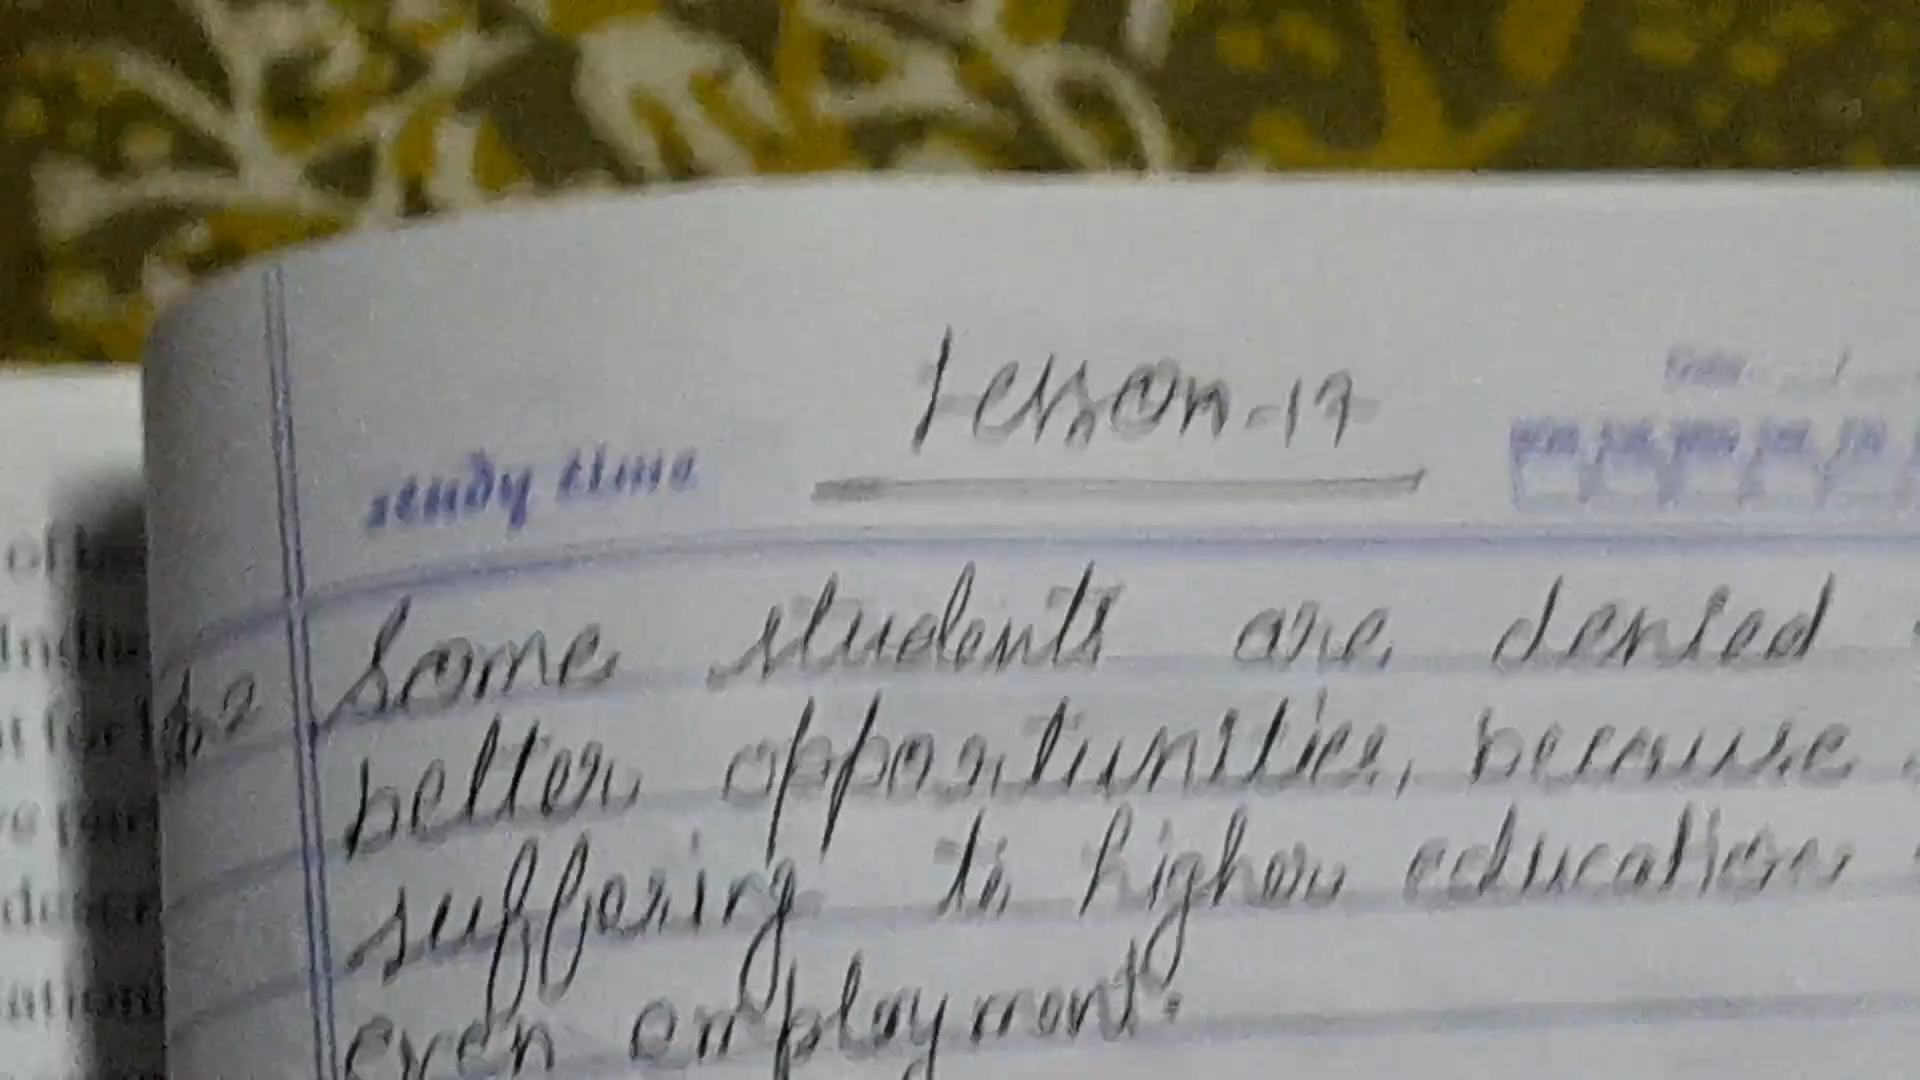 Lesson-17
study time
Some students are denied
better opportunities, because
suffering to higher education
even employment.